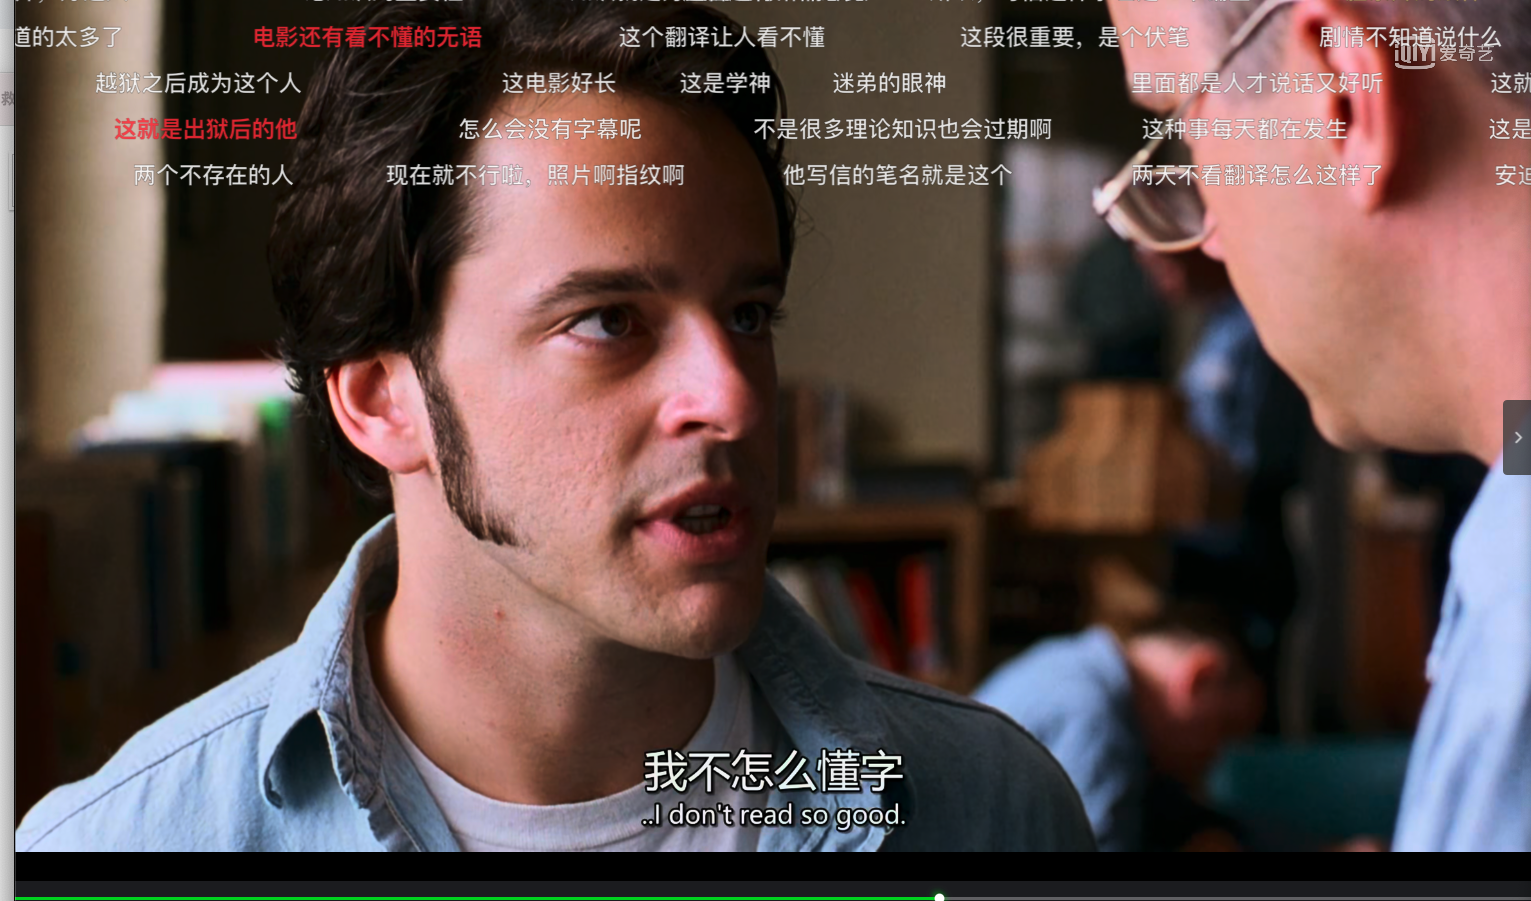 道的太多了 电影还有看不懂的无语 这个翻译让人看不懂 这段很重要，是个伏笔 剧情不知道说什么
iQIYI 爱奇艺
越狱之后成为这个人 这电影好长 这是学神 迷弟的眼神 里面都是人才说话又好听 这就
救
这就是出狱后的他 怎么会没有字幕呢 不是很多理论知识也会过期啊 这种事每天都在发生 这是
两个不存在的人 现在就不行啦，照片啊指纹啊 他写信的笔名就是这个 两天不看翻译怎么这样了 安迪
我不怎么懂字
..I don't read so good.